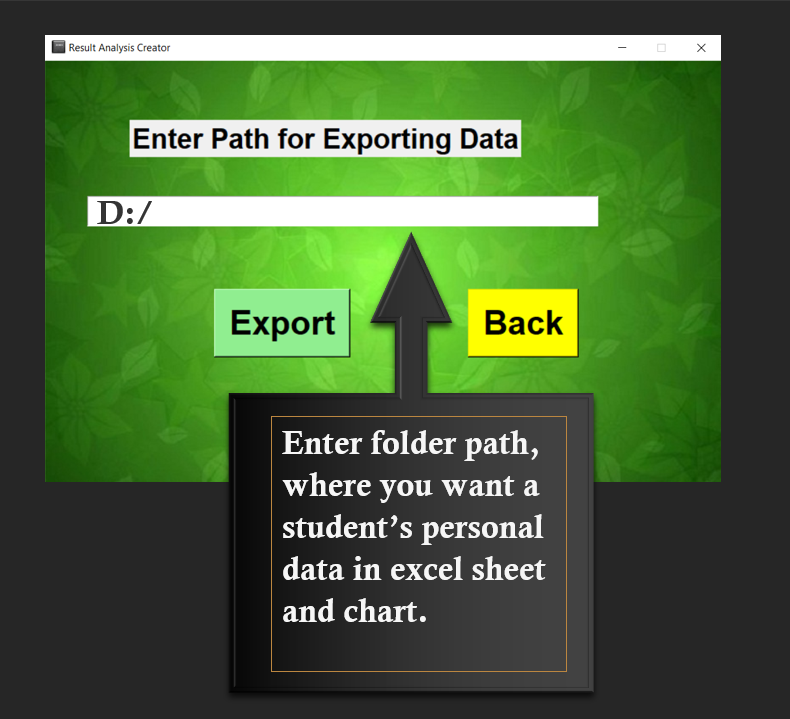 Result Analysis Creator
Enter Path for Exporting Data
D:/
Export
Back
Enter folder path,
where you want a
student’s personal
data in excel sheet
and chart.